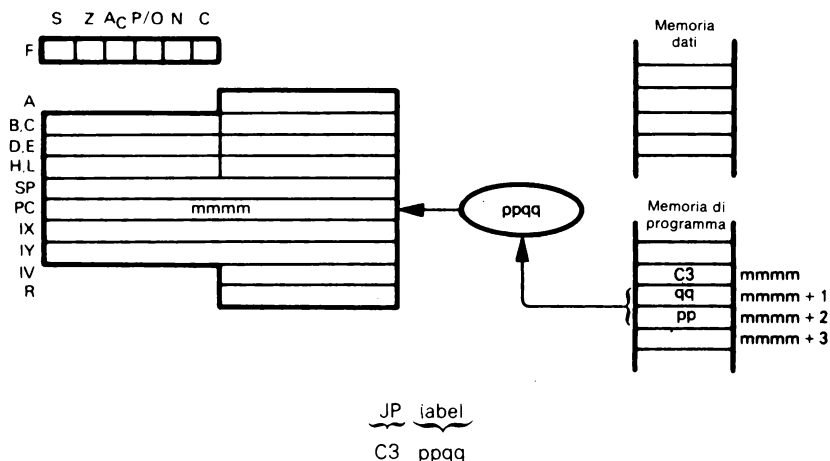 S Z AC P/O N C
F
A
B.C
D.E
H.L
SP
PC mmmm
IX
IY
IV
R
ppqq
Memoria
dati
Memoria di
programma
C3 mmmm
qq mmmm + 1
pp mmmm + 2
mmmm + 3
JP iabel
C3 ppqq